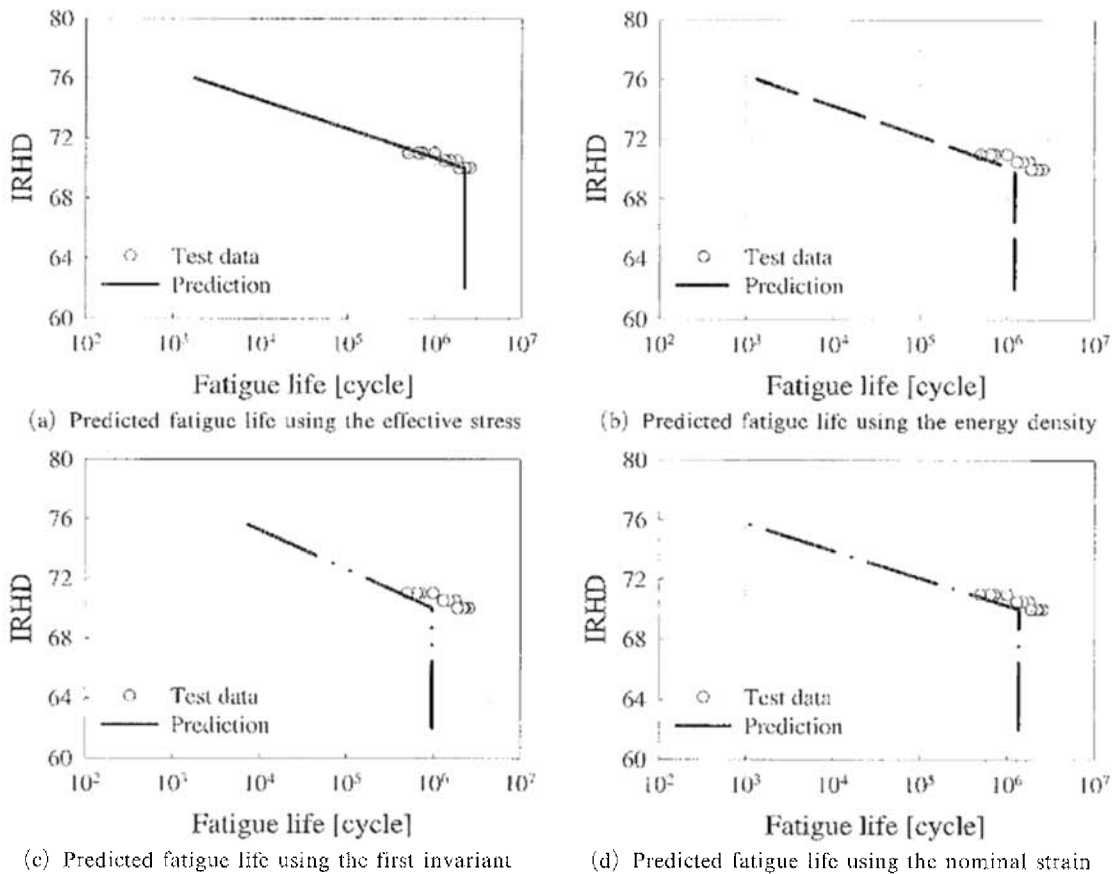 80
76
72
68
64
60
IRHD
Test data
Prediction
10² 10³ 10⁴ 10⁵ 10⁶ 10⁷
Fatigue life [cycle]
(a) Predicted fatigue life using the effective stress
80
76
72
68
64
60
IRHD
Test data
Prediction
10² 10³ 10⁴ 10⁵ 10⁶ 10⁷
Fatigue life [cycle]
(b) Predicted fatigue life using the energy density
80
76
72
68
64
60
IRHD
Test data
Prediction
10² 10³ 10⁴ 10⁵ 10⁶ 10⁷
Fatigue life [cycle]
(c) Predicted fatigue life using the first invariant
80
76
72
68
64
60
IRHD
Test data
Prediction
10² 10³ 10⁴ 10⁵ 10⁶ 10⁷
Fatigue life [cycle]
(d) Predicted fatigue life using the nominal strain